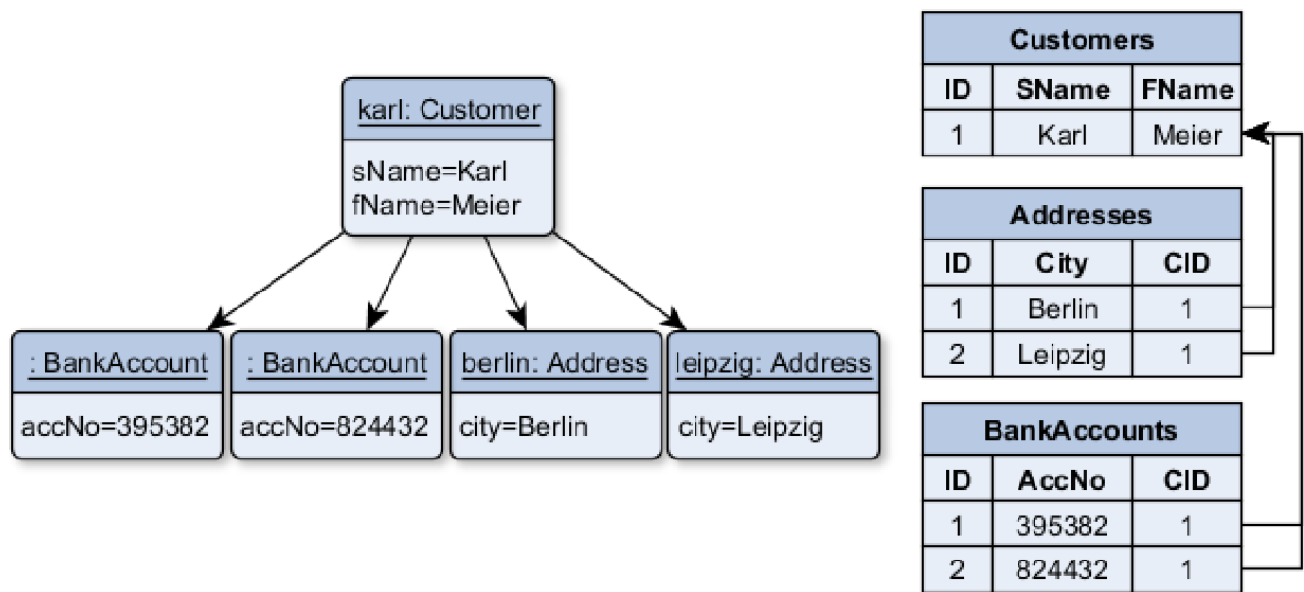 karl: Customer
sName=Karl
fName=Meier
: BankAccount
accNo=395382
: BankAccount
accNo=824432
berlin: Address
city=Berlin
leipzig: Address
city=Leipzig
Customers
ID SName FName
1 Karl Meier
Addresses
ID City CID
1 Berlin 1
2 Leipzig 1
BankAccounts
ID AccNo CID
1 395382 1
2 824432 1